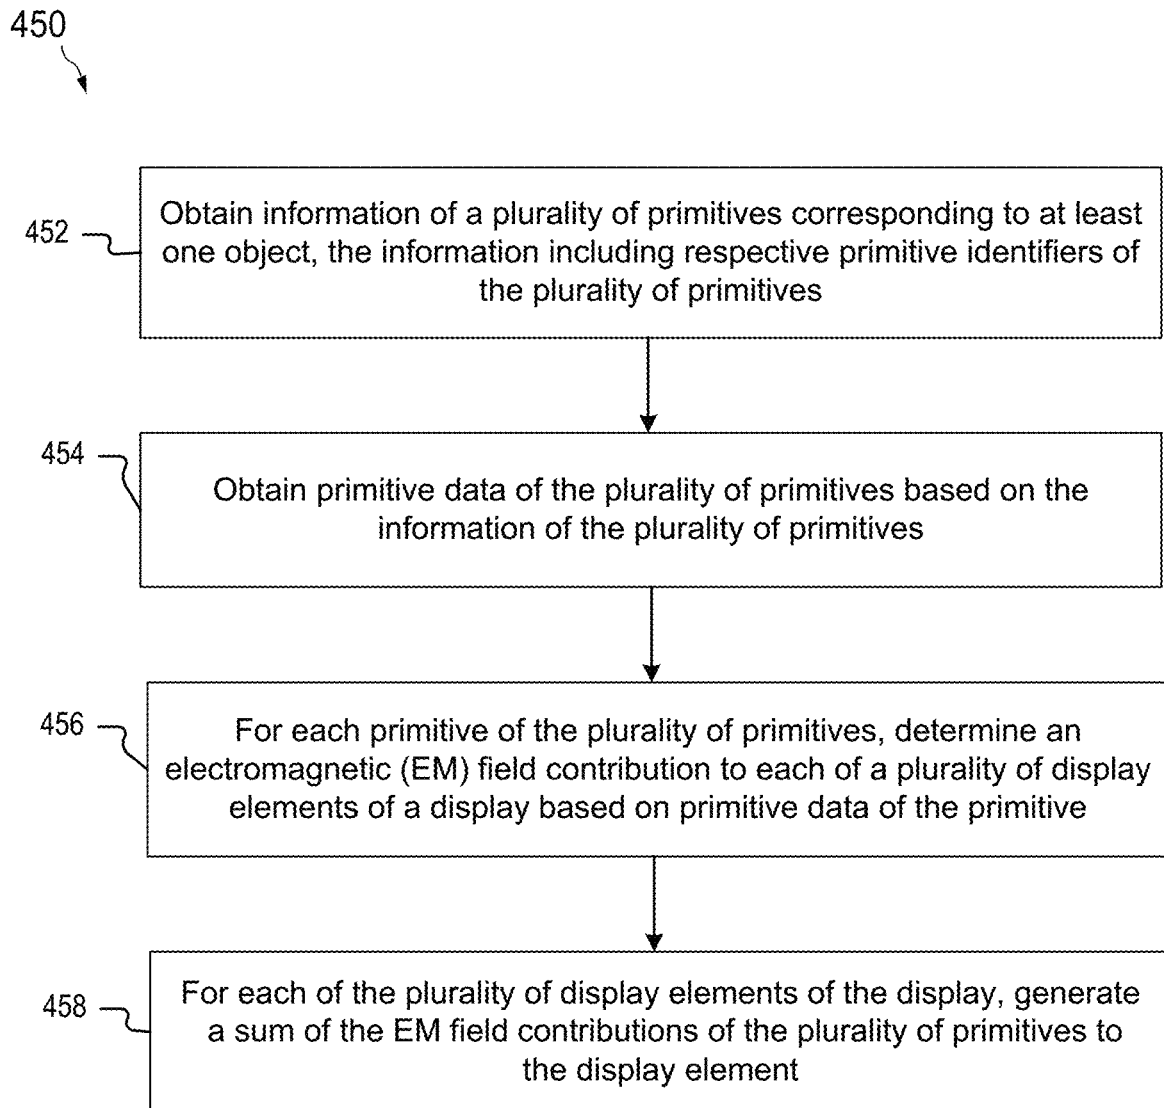 450
452
Obtain information of a plurality of primitives corresponding to at least
one object, the information including respective primitive identifiers of
the plurality of primitives
454
Obtain primitive data of the plurality of primitives based on the
information of the plurality of primitives
456
For each primitive of the plurality of primitives, determine an
electromagnetic (EM) field contribution to each of a plurality of display
elements of a display based on primitive data of the primitive
458
For each of the plurality of display elements of the display, generate
a sum of the EM field contributions of the plurality of primitives to
the display element